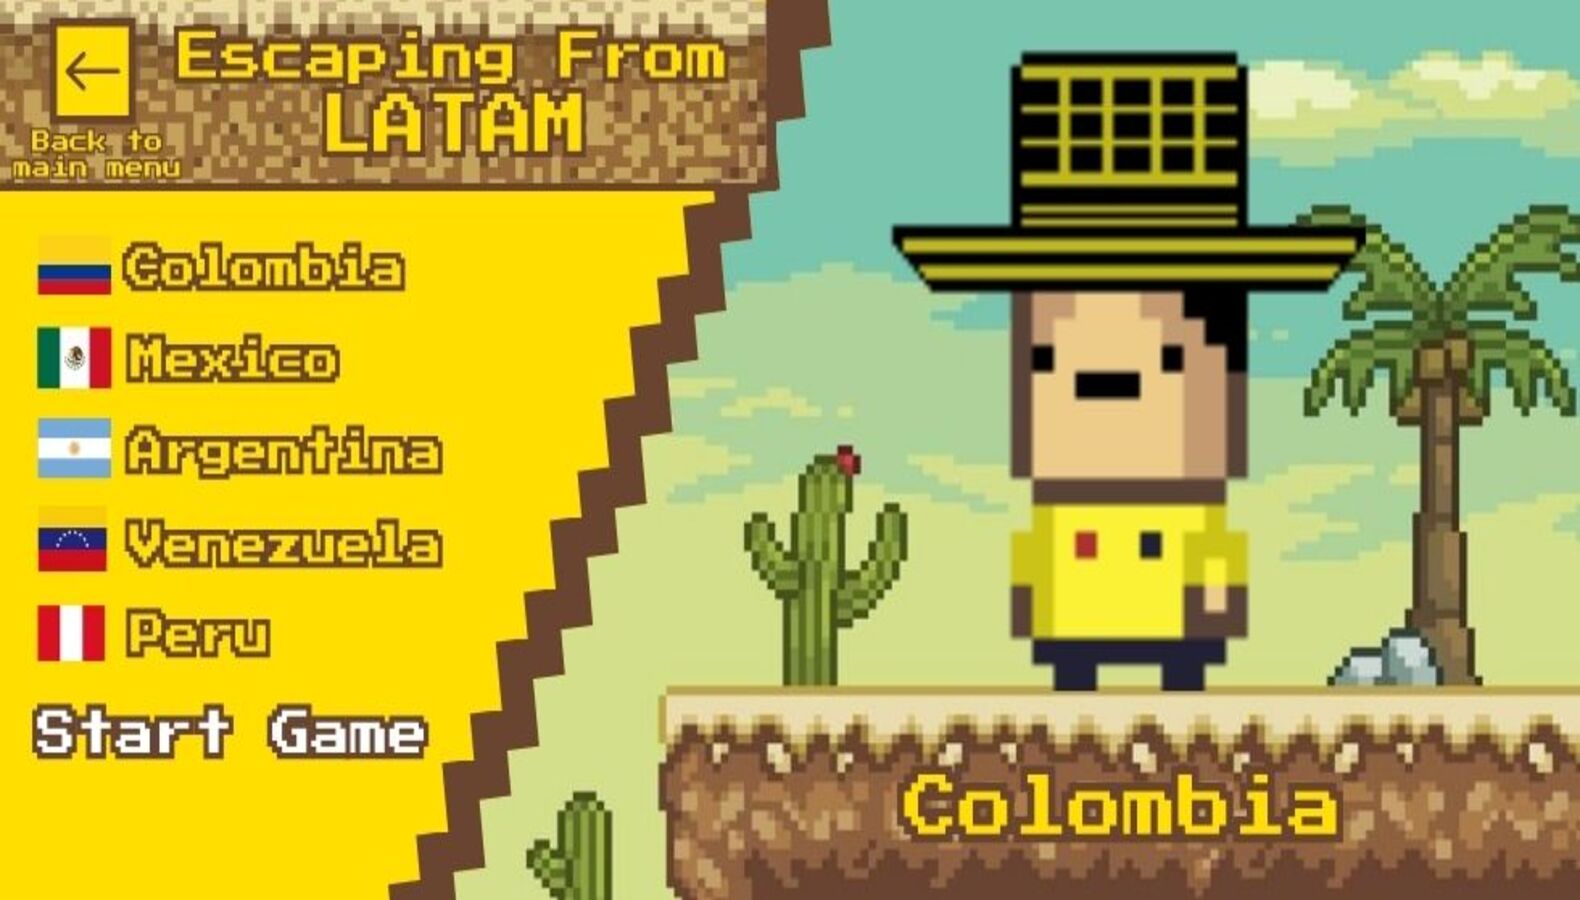 Escaping From
LATAM
Back to
main menu
Colombia
Mexico
Argentina
Venezuela
Peru
Start Game
Colombia